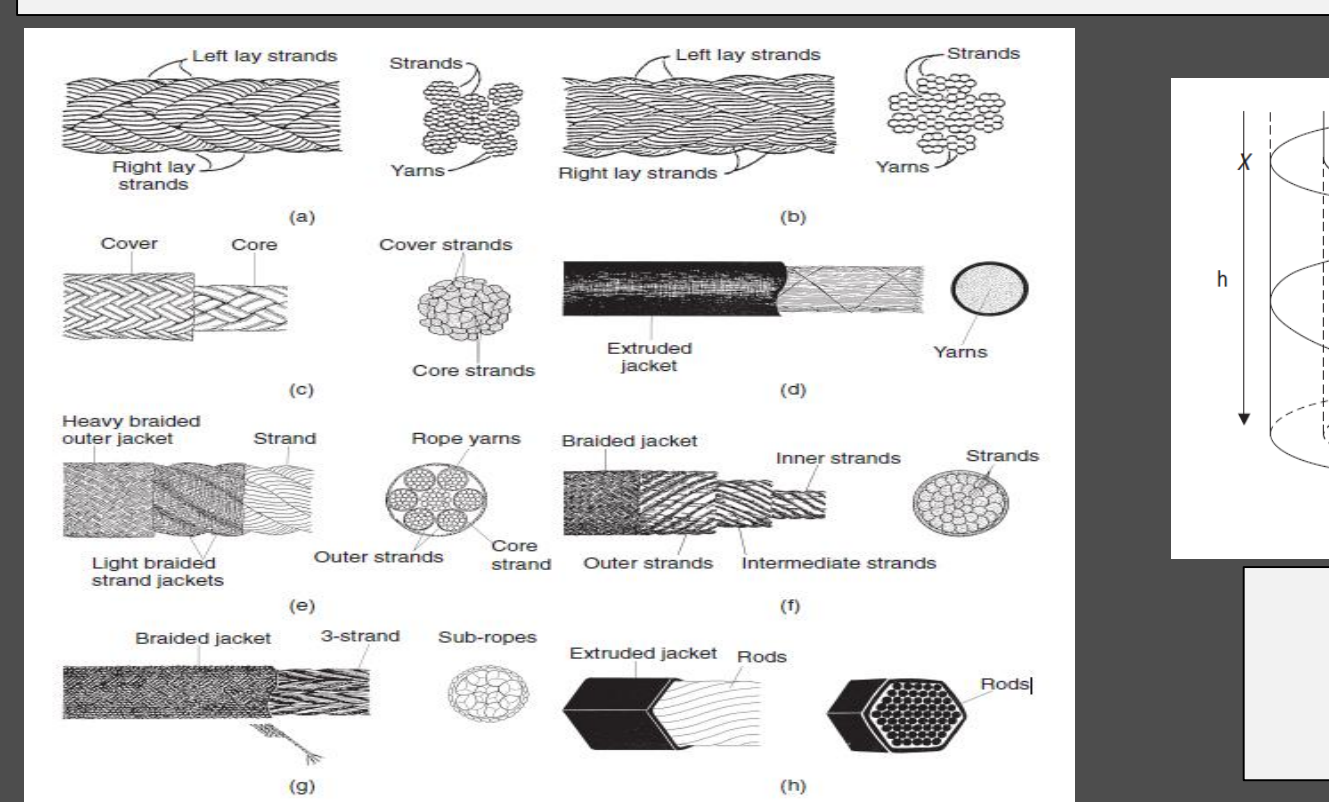 Left lay strands
Strands
Right lay
strands
Yarns
(a)
Left lay strands
Strands
Right lay strands
Yarns
(b)
Cover
Core
Cover strands
Core strands
(c)
Extruded
jacket
Yarns
(d)
Heavy braided
outer jacket
Strand
Rope yarns
Light braided
strand jackets
Outer strands
Core
strand
(e)
Braided jacket
Inner strands
Strands
Outer strands
Intermediate strands
(f)
Braided jacket
3-strand
Sub-ropes
(g)
Extruded jacket
Rods
Rods
(h)
X
h